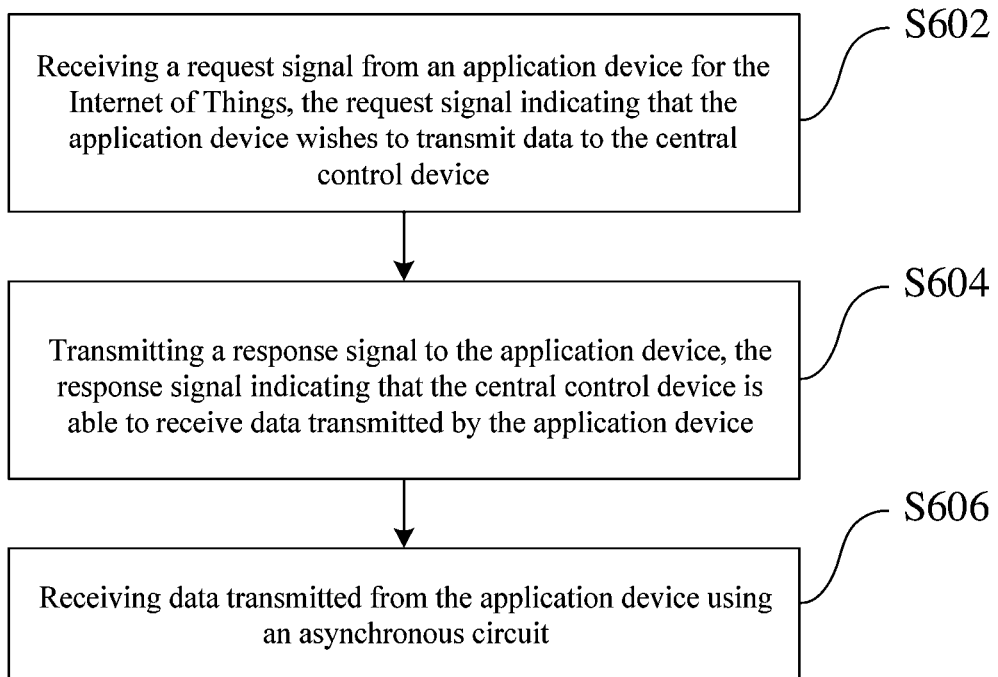 S602
Receiving a request signal from an application device for the
Internet of Things, the request signal indicating that the
application device wishes to transmit data to the central
control device
S604
Transmitting a response signal to the application device, the
response signal indicating that the central control device is
able to receive data transmitted by the application device
S606
Receiving data transmitted from the application device using
an asynchronous circuit